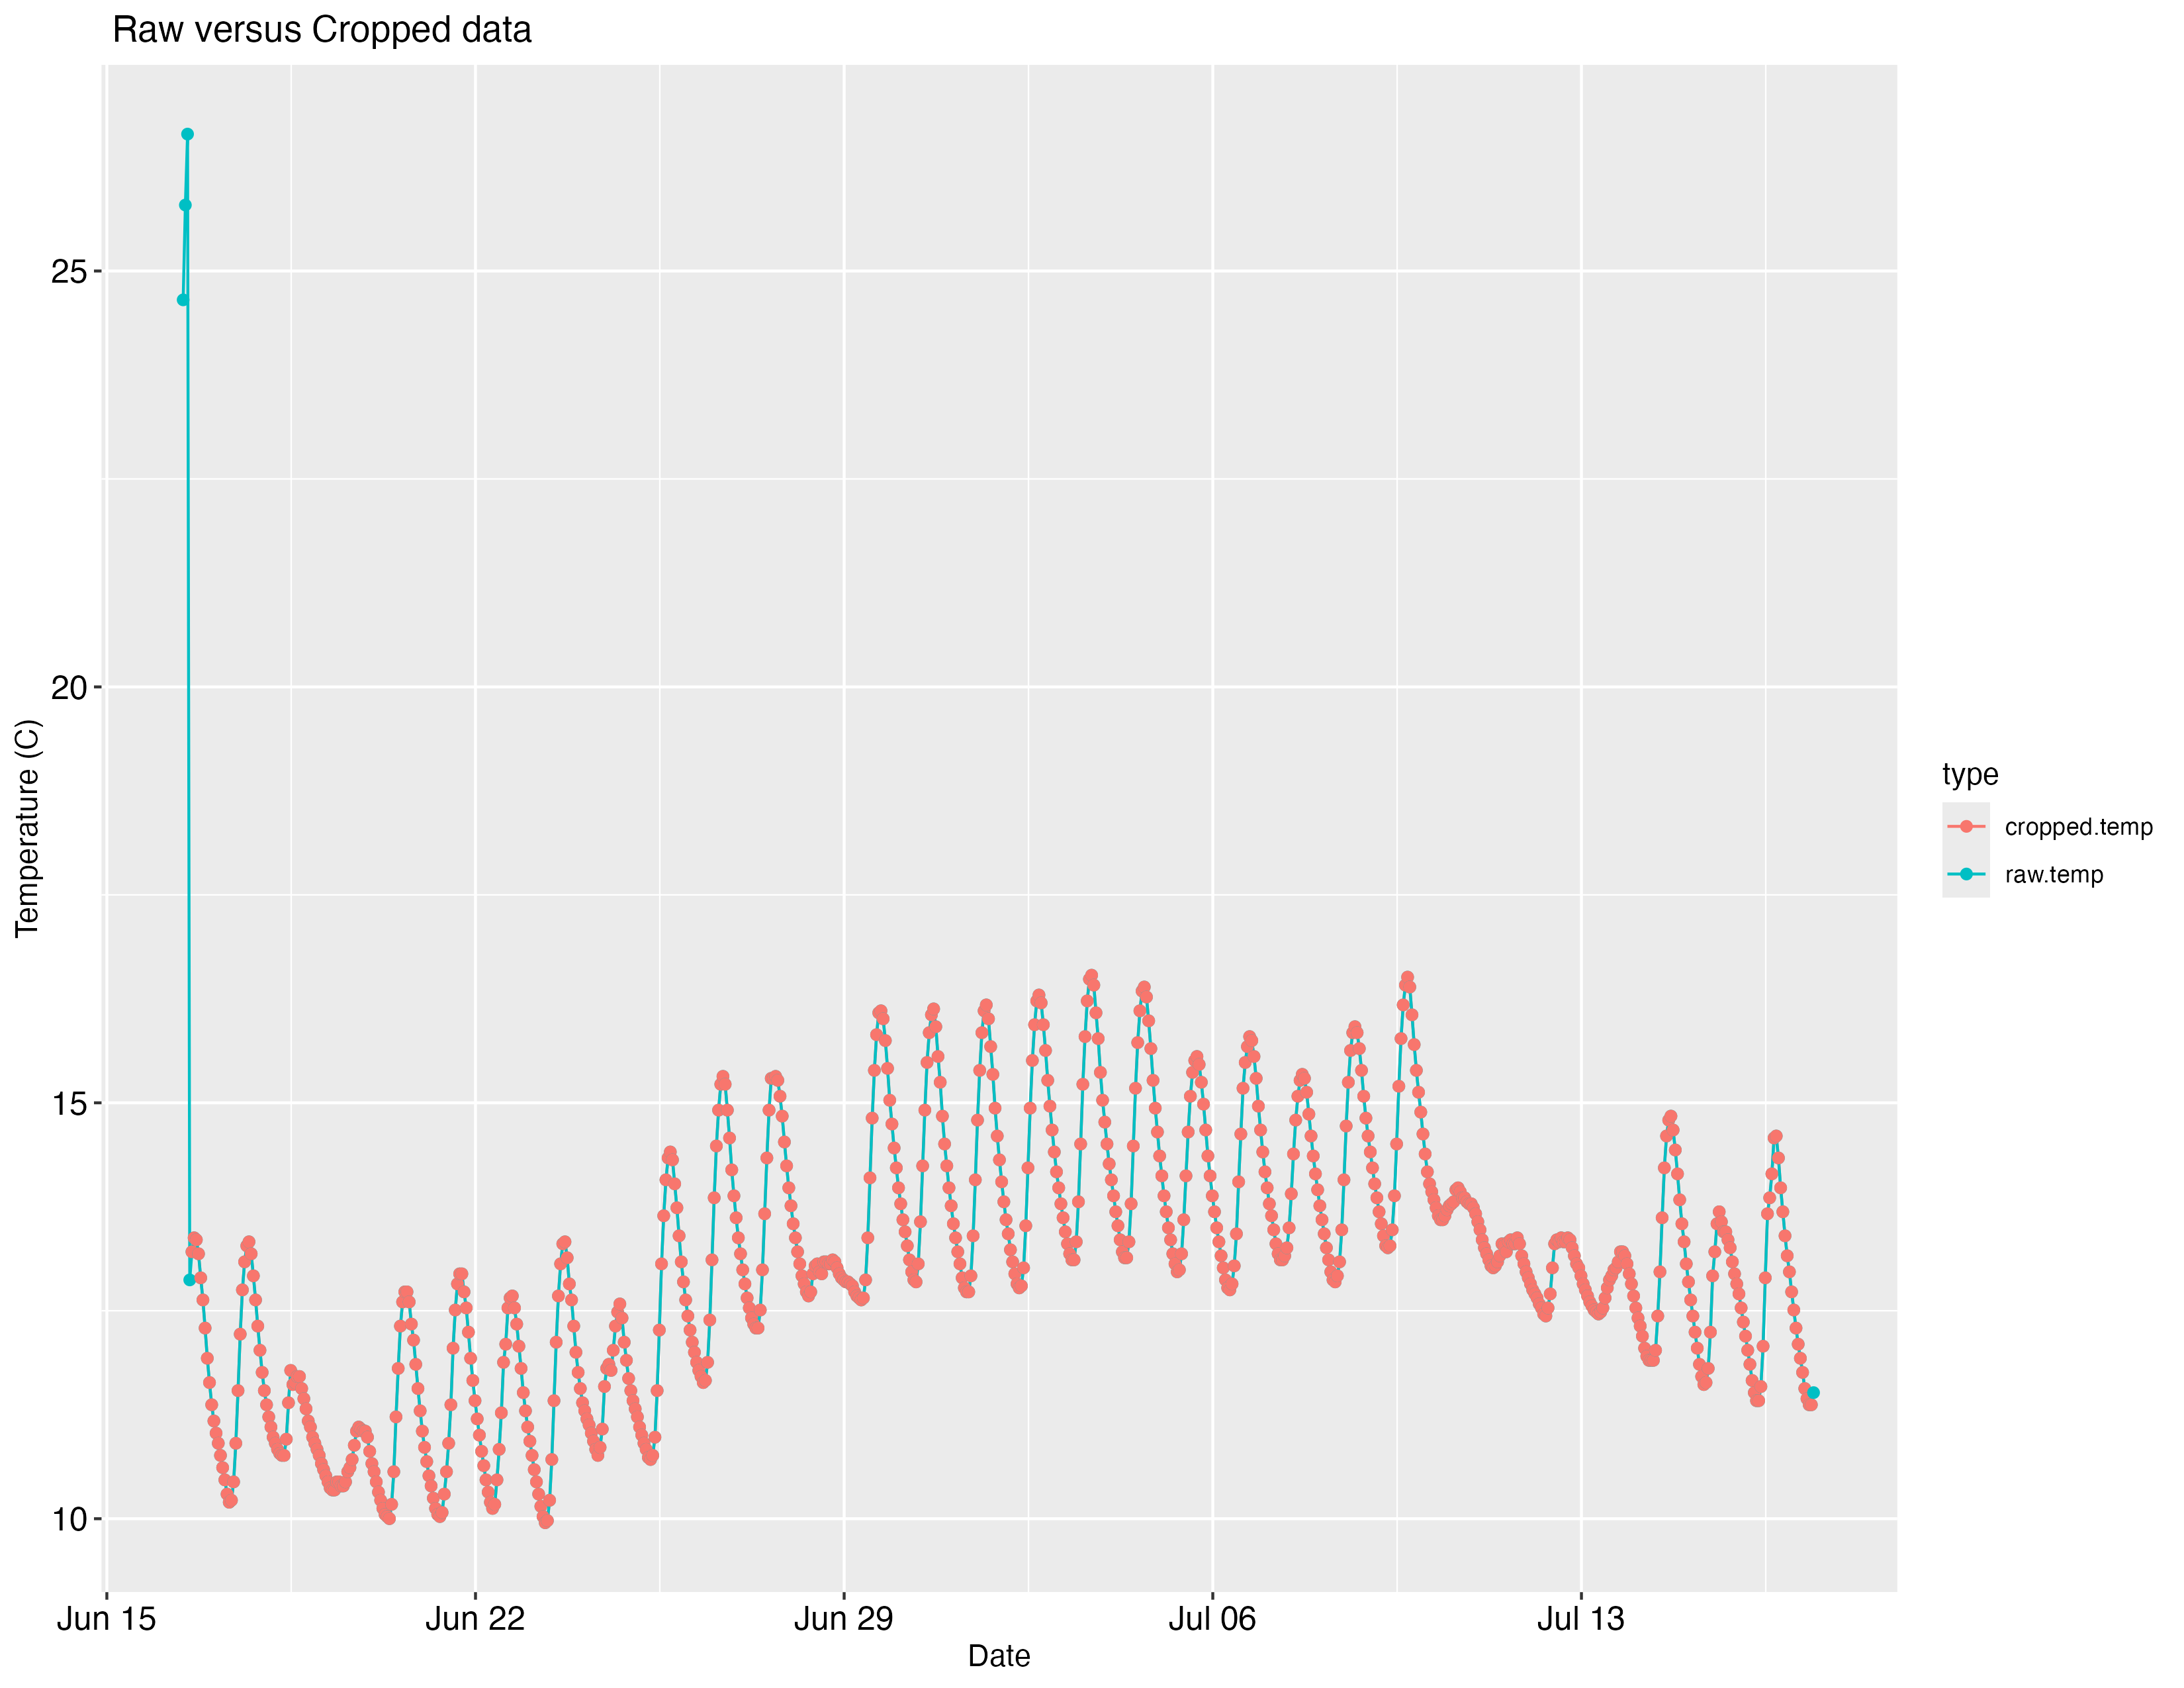 Raw versus Cropped data
25
20
15
10
Temperature (C)
Jun 15
Jun 22
Jun 29
Jul 06
Jul 13
Date
type
cropped.temp
raw.temp